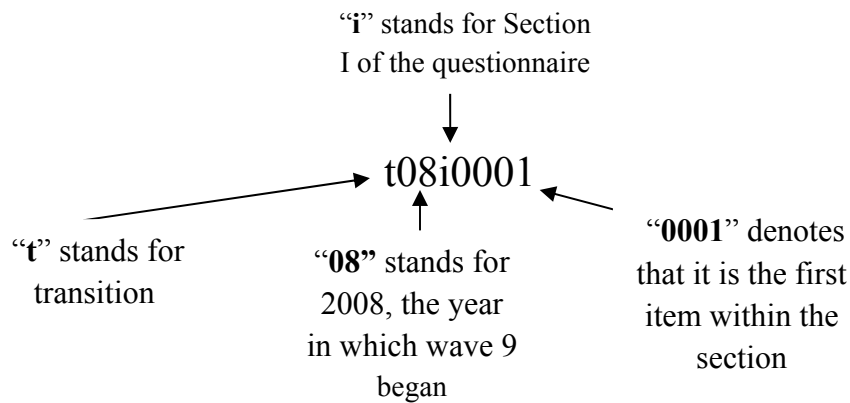 “i” stands for Section
I of the questionnaire
t08i0001
“t” stands for
transition
“08” stands for
2008, the year
in which wave 9
began
“0001” denotes
that it is the first
item within the
section